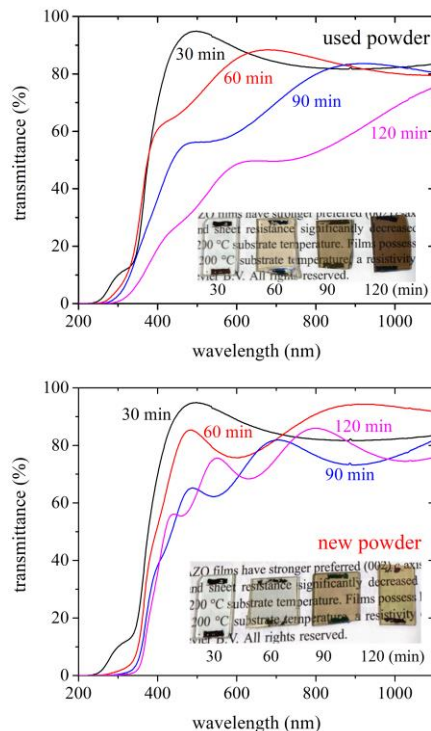 100
80
60
40
20
0
transmittance (%)
used powder
30 min
60 min
90 min
120 min
ZO films have stronger preferred (002)
nd sheet resistance significantly decreased
200 °C substrate temperature. Films possess
200 °C substrate temperature, a resistivity
vier B.V. All rights reserved.
30 60 90 120 (min)
200 400 600 800 1000
wavelength (nm)
100
80
60
40
20
0
transmittance (%)
30 min
60 min
120 min
90 min
new powder
AZO films have stronger preferred (002)
nd sheet resistance significantly decreased
200 °C substrate temperature. Films possess
200 °C substrate temperature, a resistivity
vier B.V. All rights reserved.
30 60 90 120 (min)
200 400 600 800 1000
wavelength (nm)